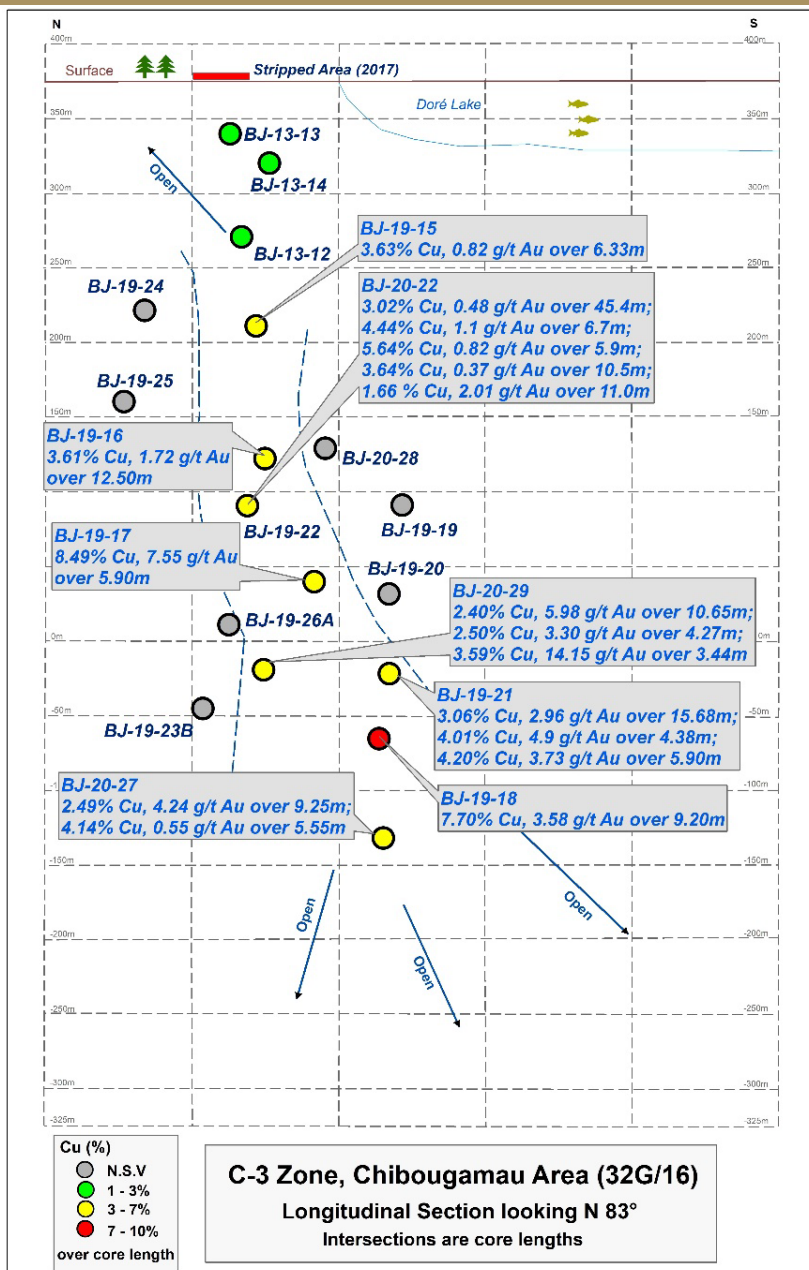 N
S
400m
400m
Surface
Stripped Area (2017)
Doré Lake
350m
350m
BJ-13-13
BJ-13-14
Open
300m
300m
BJ-13-12
BJ-19-15
3.63% Cu, 0.82 g/t Au over 6.33m
250m
250m
BJ-19-24
BJ-20-22
3.02% Cu, 0.48 g/t Au over 45.4m;
4.44% Cu, 1.1 g/t Au over 6.7m;
5.64% Cu, 0.82 g/t Au over 5.9m;
3.64% Cu, 0.37 g/t Au over 10.5m;
1.66 % Cu, 2.01 g/t Au over 11.0m
200m
200m
BJ-19-25
150m
150m
BJ-19-16
3.61% Cu, 1.72 g/t Au
over 12.50m
BJ-20-28
100m
BJ-19-22
BJ-19-19
BJ-19-17
8.49% Cu, 7.55 g/t Au
over 5.90m
50m
BJ-19-20
BJ-20-29
2.40% Cu, 5.98 g/t Au over 10.65m;
2.50% Cu, 3.30 g/t Au over 4.27m;
3.59% Cu, 14.15 g/t Au over 3.44m
BJ-19-26A
0m
0m
-50m
-50m
BJ-19-23B
BJ-19-21
3.06% Cu, 2.96 g/t Au over 15.68m;
4.01% Cu, 4.9 g/t Au over 4.38m;
4.20% Cu, 3.73 g/t Au over 5.90m
BJ-20-27
2.49% Cu, 4.24 g/t Au over 9.25m;
4.14% Cu, 0.55 g/t Au over 5.55m
BJ-19-18
7.70% Cu, 3.58 g/t Au over 9.20m
-100m
-150m
-150m
Open
Open
Open
-200m
-200m
-250m
-250m
-300m
-300m
-325m
-325m
Cu (%)
N.S.V
1 - 3%
3 - 7%
7 - 10%
over core length
C-3 Zone, Chibougamau Area (32G/16)
Longitudinal Section looking N 83°
Intersections are core lengths